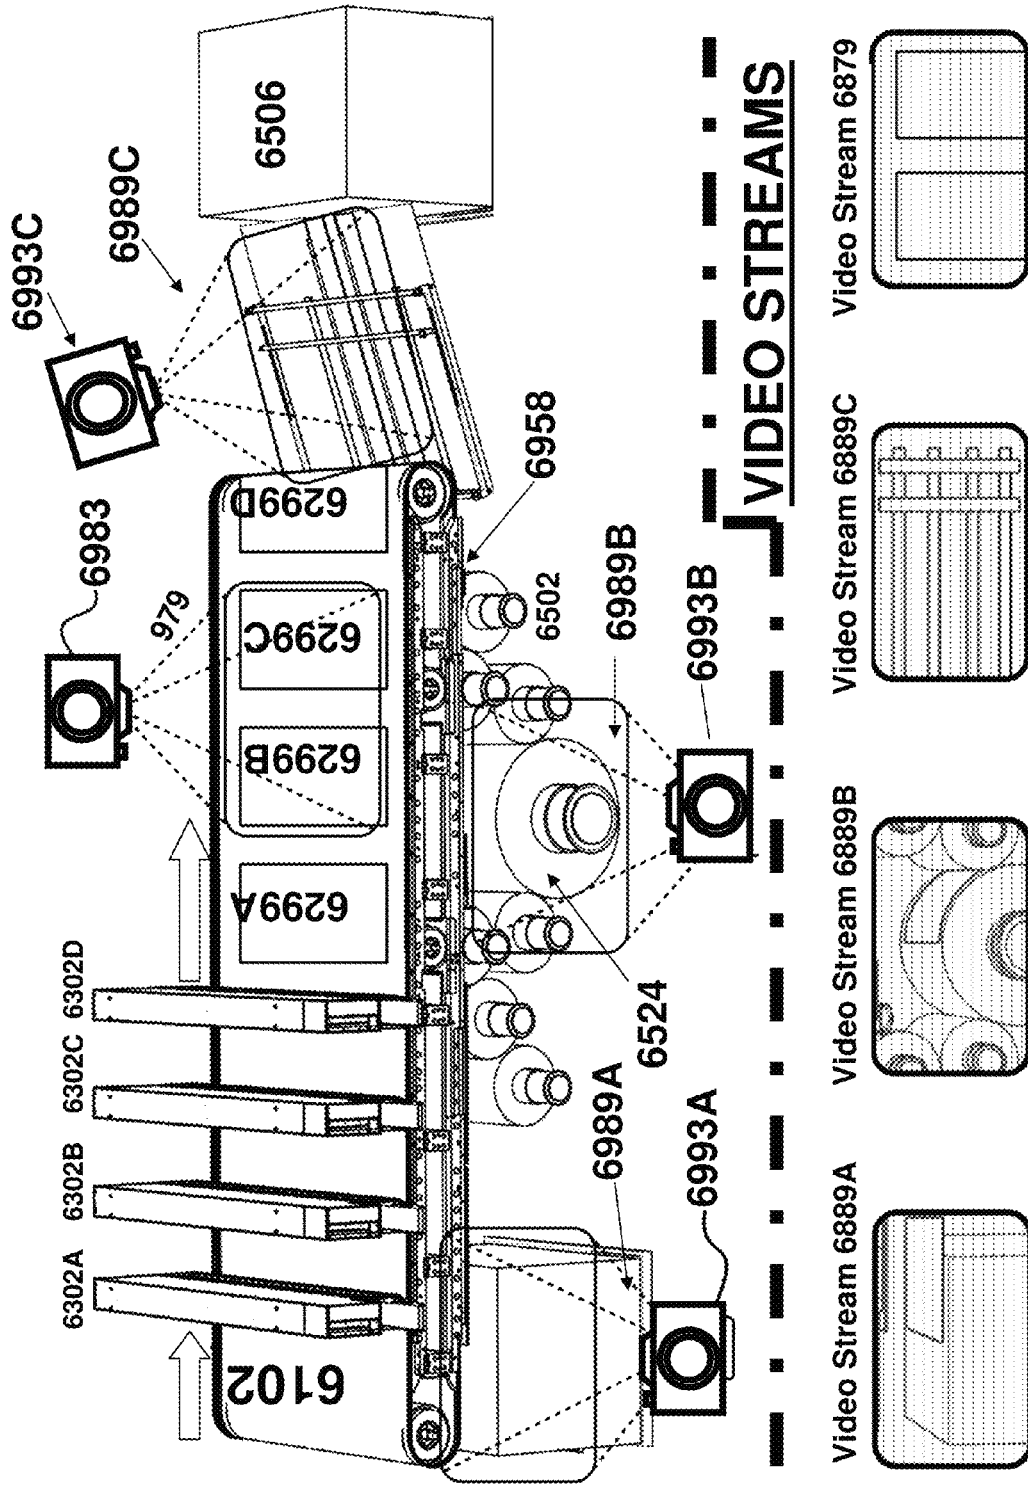 6993C
6989C
6506
6983
979
6302D
6302C
6302B
6302A
6102
6299A
6299B
6299C
6299D
6958
6502
6989B
6993B
6524
6989A
6993A
VIDEO STREAMS
Video Stream 6889A
Video Stream 6889B
Video Stream 6889C
Video Stream 6879